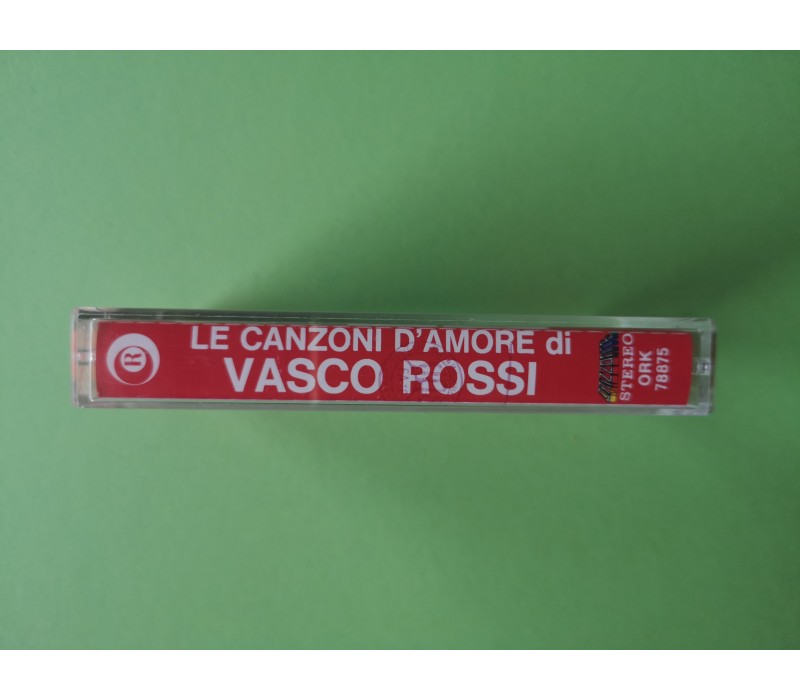 R
LE CANZONI D'AMORE di
VASCO ROSSI
STEREO
ORK
78875